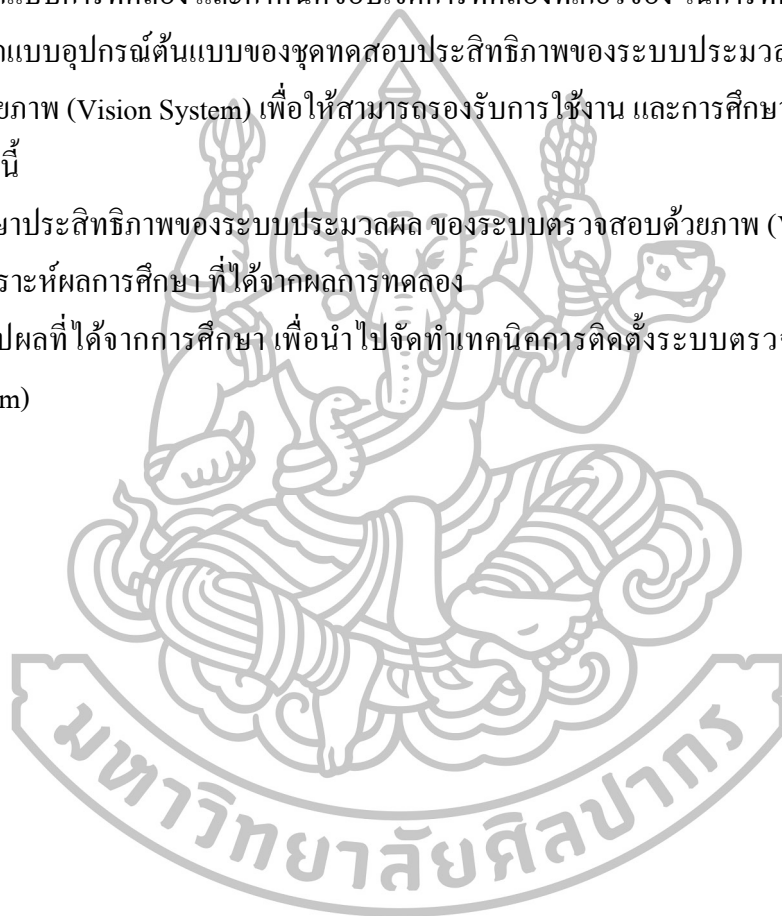 แบบการทดลอง และกำหนดขอบเขตการทดลองที่เกี่ยวข้อง ในการ
แบบอุปกรณ์ต้นแบบของชุดทดสอบประสิทธิภาพของระบบประมวล
ยภาพ (Vision System) เพื่อให้สามารถรองรับการใช้งาน และการศึกษา
นี้
ษาประสิทธิภาพของระบบประมวลผล ของระบบตรวจสอบด้วยภาพ (V
ราะห์ผลการศึกษา ที่ได้จากผลการทดลอง
ปผลที่ได้จากการศึกษา เพื่อนำไปจัดทำเทคนิคการติดตั้งระบบตรวจ
m)
มหาวิทยาลัยศิลปากร